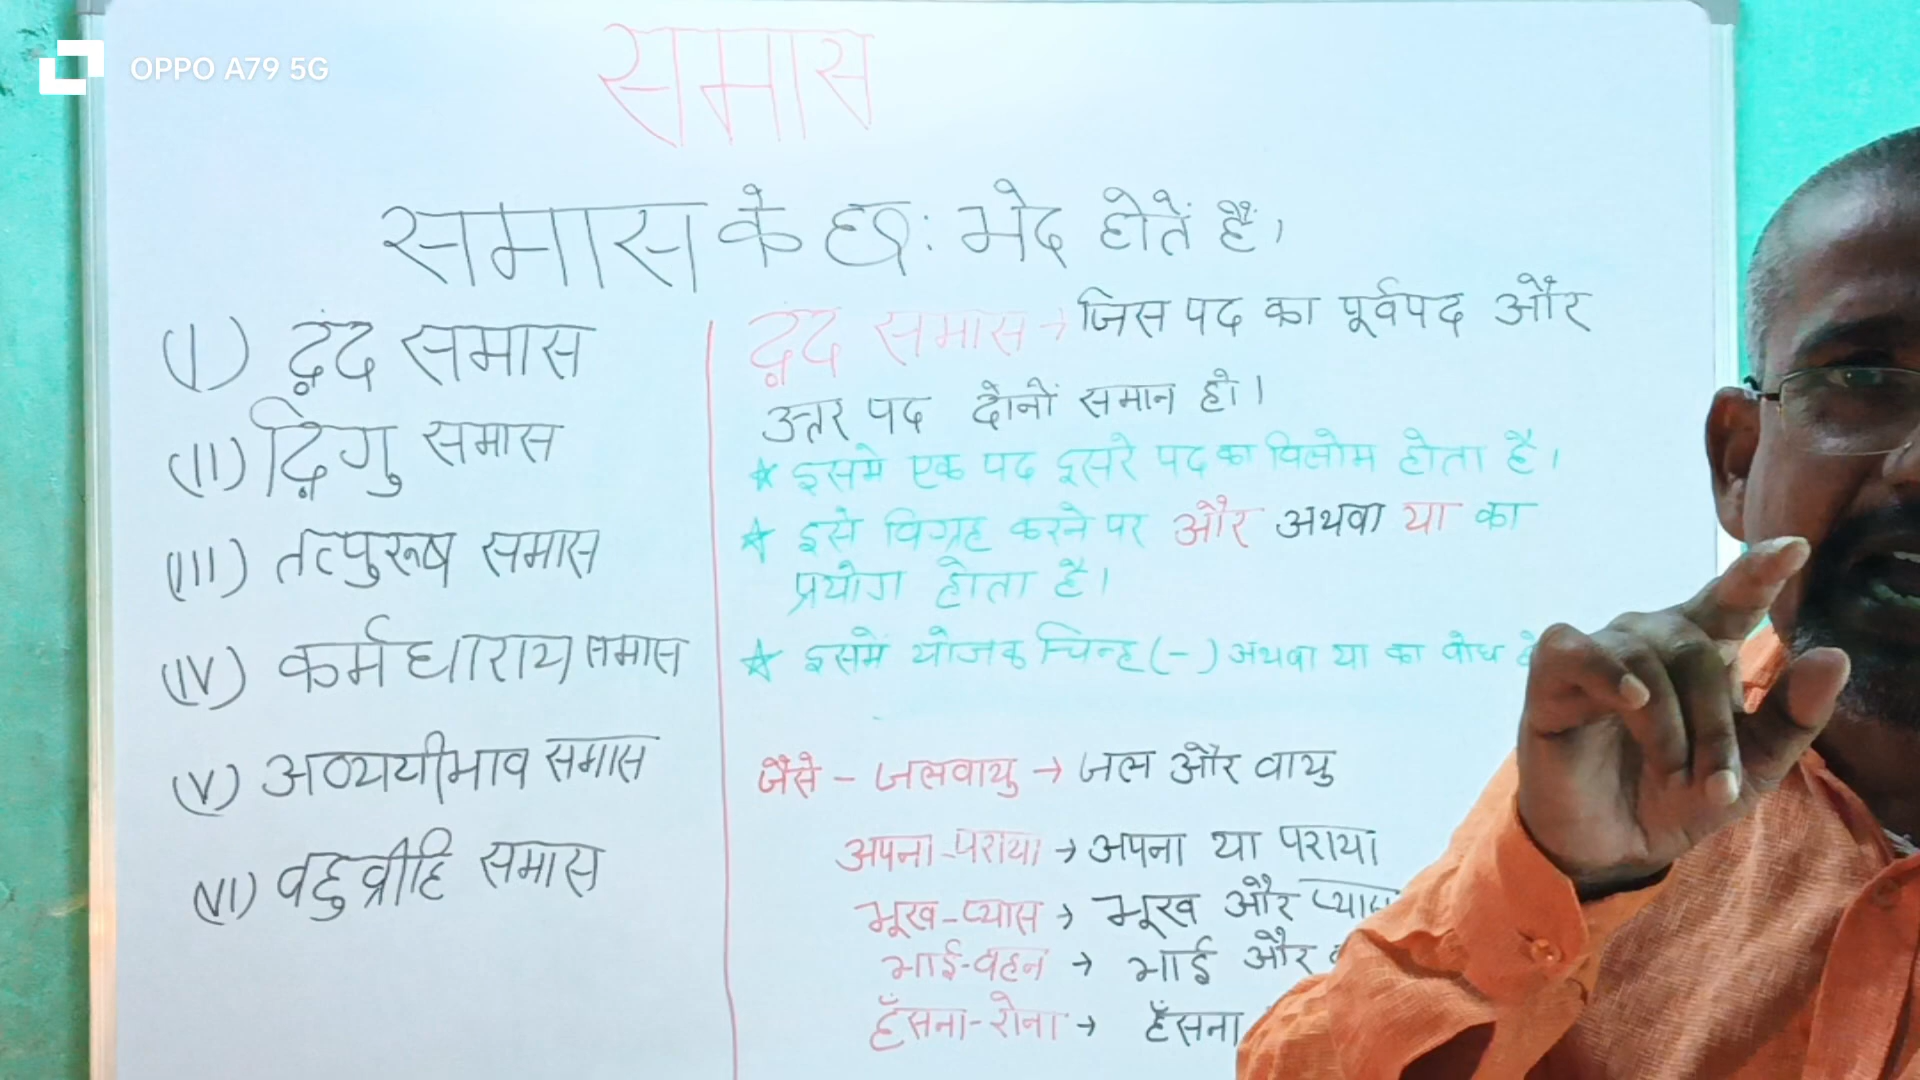 OPPO A79 5G
समास
समास के छः भेद होतें हैं।
(I) द्वंद समास
(II) द्विगु समास
(III) तत्पुरूष समास
(IV) कर्मधाराय समास
(V) अव्ययीभाव समास
(VI) वहुव्रीहि समास
द्वंद समास → जिस पद का पूर्वपद और
उत्तर पद दोनों समान हो।
★ इसमे एक पद दूसरे पद का विलोम होता है।
★ इसे विग्रह करने पर और अथवा या का
प्रयोग होता है।
★ इसमें योजक चिन्ह (-) अथवा या का वोध
जैसे - जलवायु → जल और वायु
अपना-पराया → अपना या पराया
भूख-प्यास → भूख और प्यास
भाई-वहन → भाई और
हँसना-रोना → हँसना